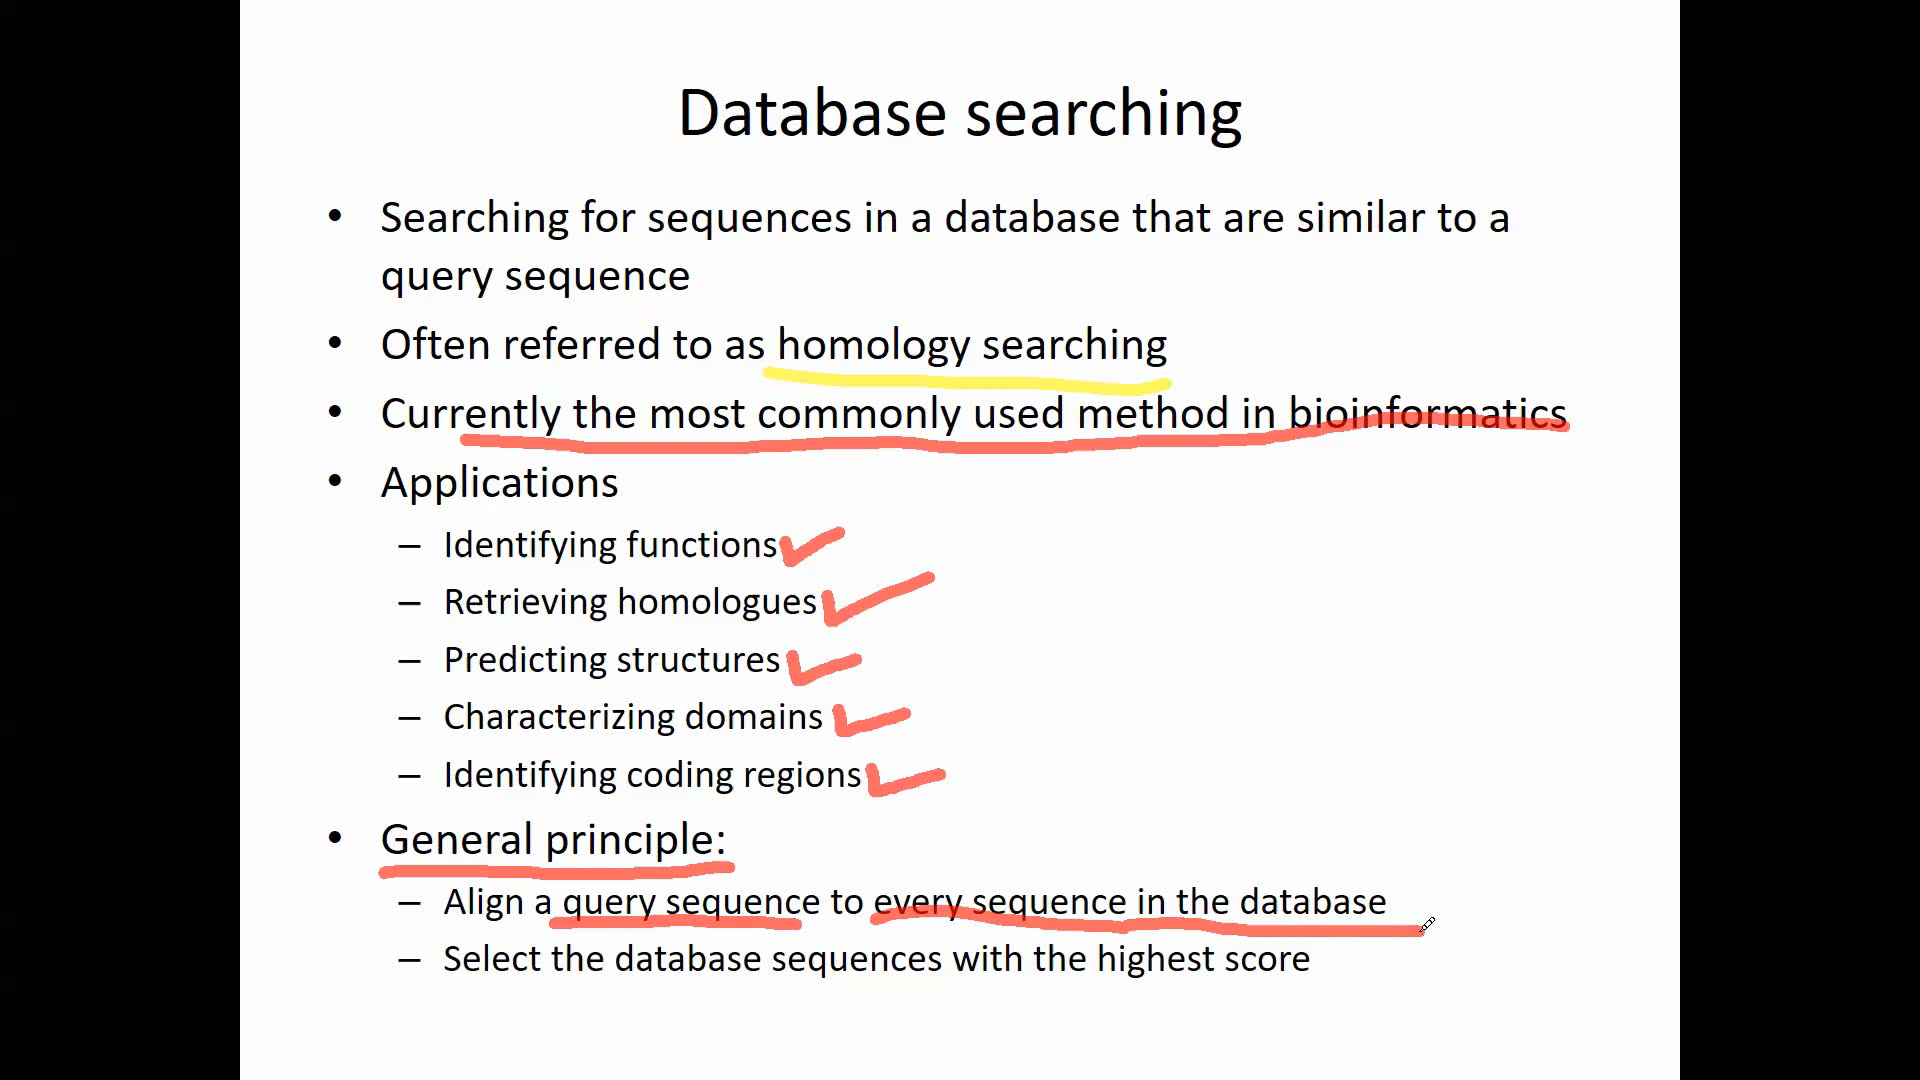 Database searching
• Searching for sequences in a database that are similar to a
query sequence
• Often referred to as homology searching
• Currently the most commonly used method in bioinformatics
• Applications
– Identifying functions
– Retrieving homologues
– Predicting structures
– Characterizing domains
– Identifying coding regions
• General principle:
– Align a query sequence to every sequence in the database
– Select the database sequences with the highest score